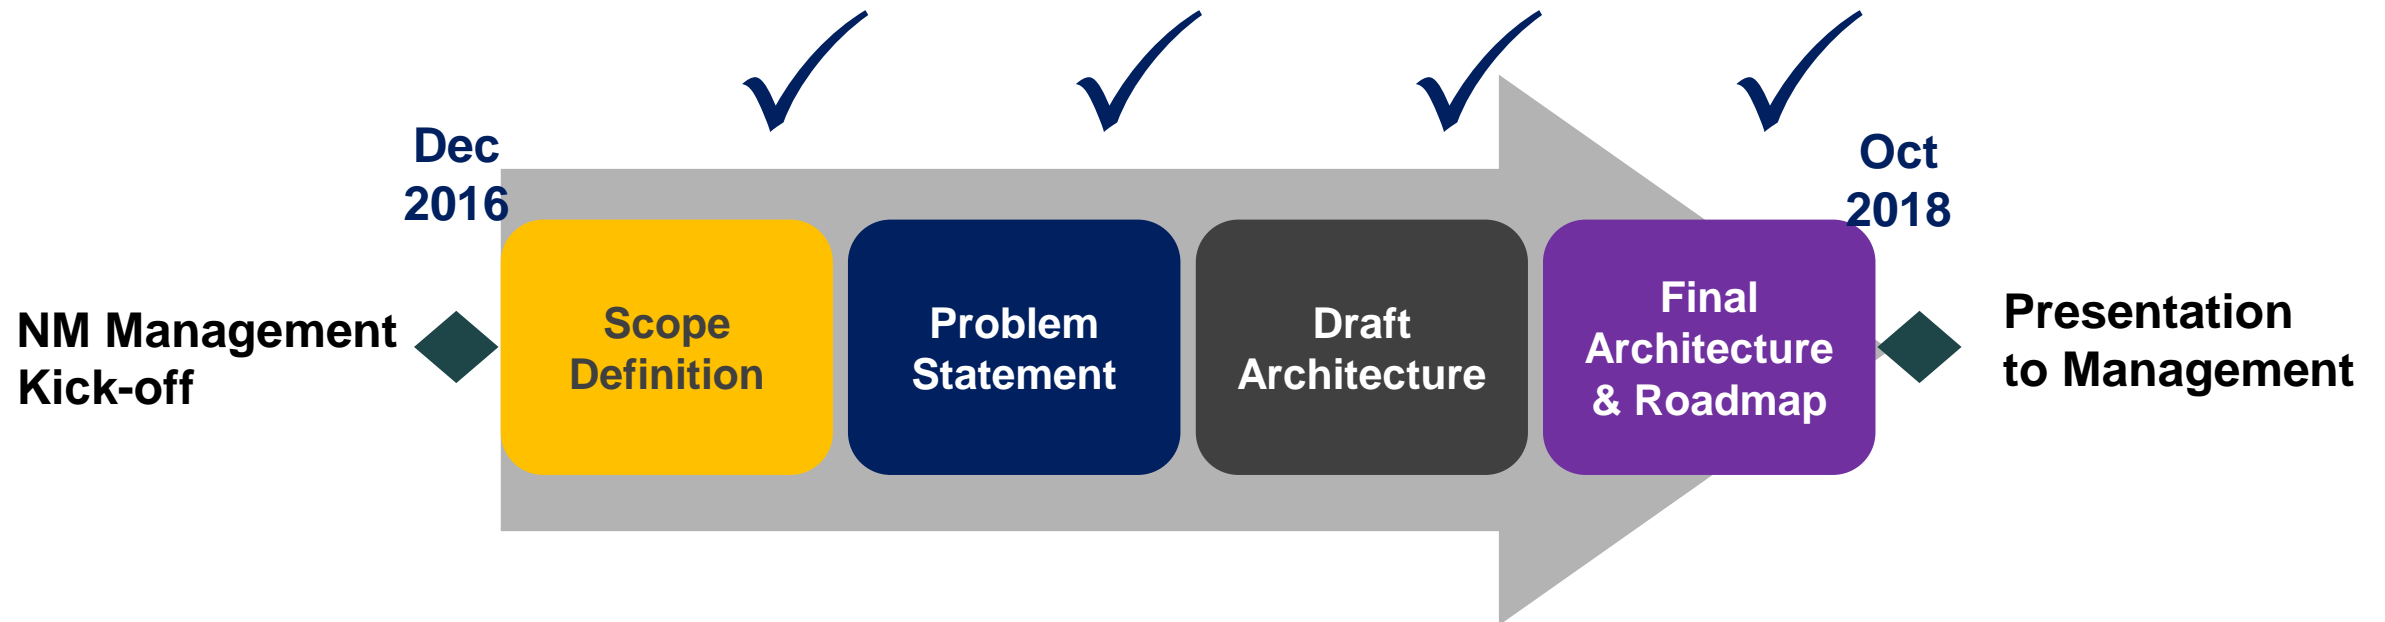 Dec
2016
Oct
2018
NM Management
Kick-off
Scope
Definition
Problem
Statement
Draft
Architecture
Final
Architecture
& Roadmap
Presentation
to Management